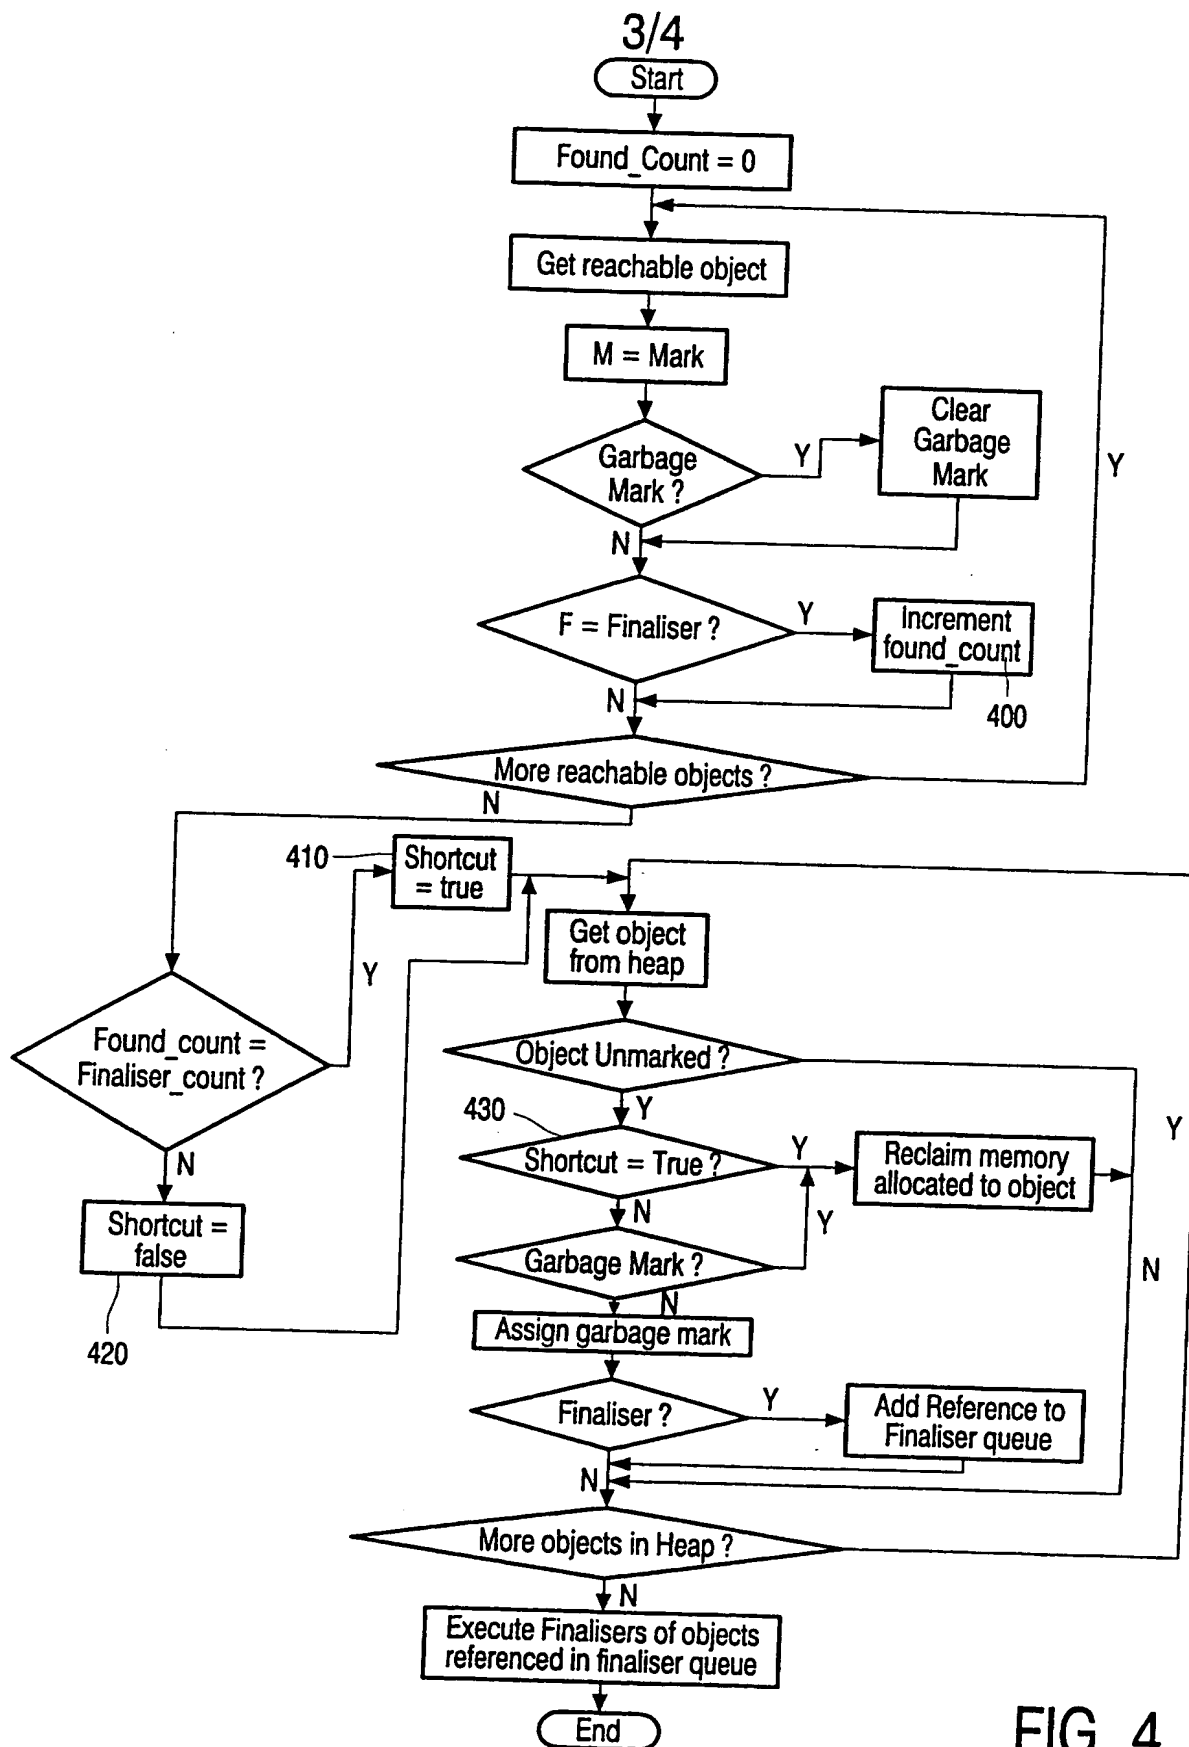 3/4
Start
Found_Count = 0
Get reachable object
M = Mark
Garbage
Mark ?
Y
Clear
Garbage
Mark
Y
N
F = Finaliser ?
Y
Increment
found_count
400
N
More reachable objects ?
N
410
Shortcut
= true
Get object
from heap
Y
Found_count =
Finaliser_count ?
Object Unmarked ?
430
Y
Y
N
Shortcut = True ?
Y
Reclaim memory
allocated to object
Shortcut =
false
N
Y
Garbage Mark ?
N
N
420
Assign garbage mark
Finaliser ?
Y
Add Reference to
Finaliser queue
N
More objects in Heap ?
N
Execute Finalisers of objects
referenced in finaliser queue
End
FIG. 4